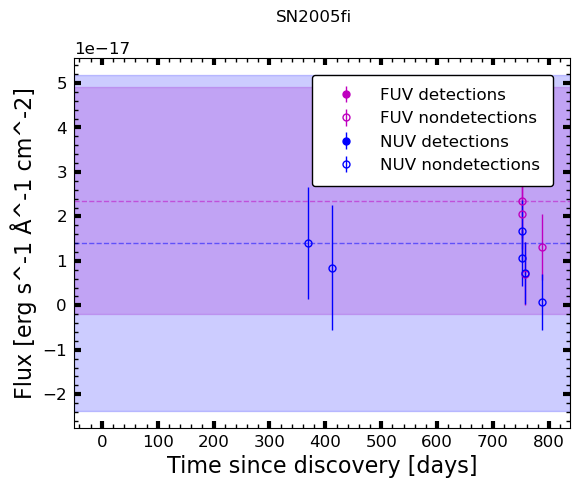 SN2005fi
1e−17
5
4
3
2
1
0
−1
−2
Flux [erg s^-1 Å^-1 cm^-2]
FUV detections
FUV nondetections
NUV detections
NUV nondetections
0 100 200 300 400 500 600 700 800
Time since discovery [days]